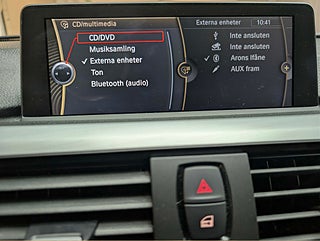 CD/multimedia
CD/DVD
Musiksamling
Externa enheter
Ton
Bluetooth (audio)
Externa enheter
10:41
Inte ansluten
Inte ansluten
Arons Ifåne
AUX fram